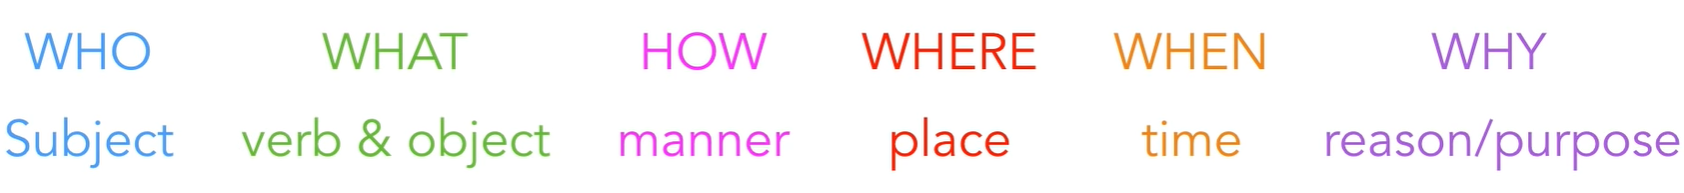 WHO WHAT HOW WHERE WHEN WHY
Subject verb & object manner place time reason/purpose